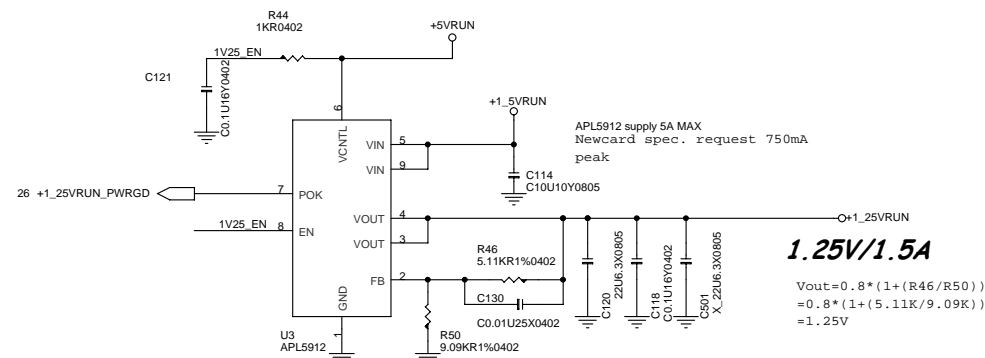 R44
1KR0402
+5VRUN
1V25_EN
C121
C0.1U16Y0402
6
VCNTL
+1_5VRUN
APL5912 supply 5A MAX
Newcard spec. request 750mA
peak
VIN 5
VIN 9
C114
C10U10Y0805
26 +1_25VRUN_PWRGD
7 POK
1V25_EN
8 EN
VOUT 4
VOUT 3
+1_25VRUN
1.25V/1.5A
R46
5.11KR1%0402
FB 2
C130
C0.01U25X0402
C120
22U6.3X0805
C118
C0.1U16Y0402
C501
X_22U6.3X0805
Vout=0.8*(1+(R46/R50))
=0.8*(1+(5.11K/9.09K))
=1.25V
GND
1
U3
APL5912
R50
9.09KR1%0402